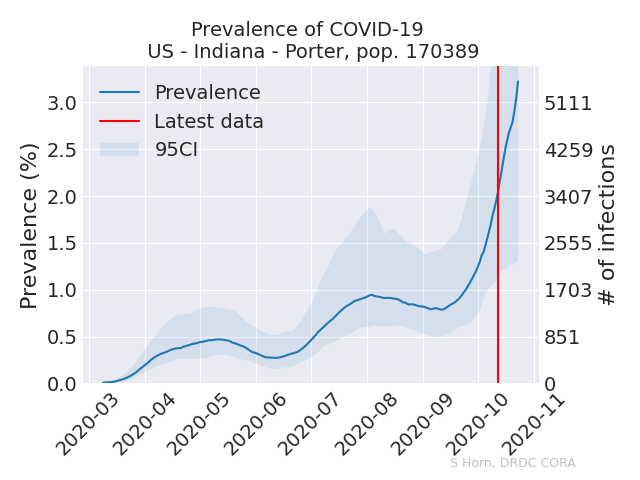 Prevalence of COVID-19
US - Indiana - Porter, pop. 170389
Prevalence
Latest data
95CI
Prevalence (%)
3.0
2.5
2.0
1.5
1.0
0.5
0.0
5111
4259
3407
2555
1703
851
0
# of infections
2020-03
2020-04
2020-05
2020-06
2020-07
2020-08
2020-09
2020-10
2020-11
S Horn, DRDC CORA